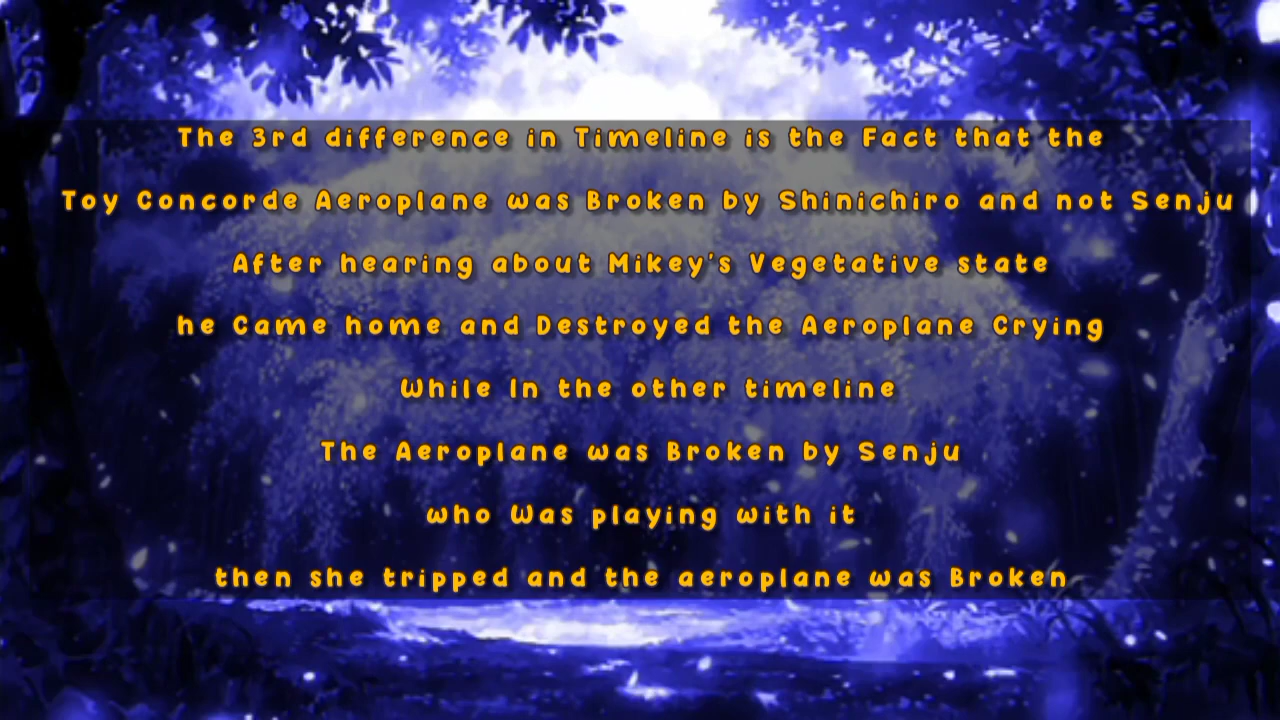 The 3rd difference in Timeline is the Fact that the
Toy Concorde Aeroplane was Broken by Shinichiro and not Senju
After hearing about Mikey's Vegetative state
he Came home and Destroyed the Aeroplane Crying
While In the other timeline
The Aeroplane was Broken by Senju
who Was playing with it
then she tripped and the aeroplane was Broken